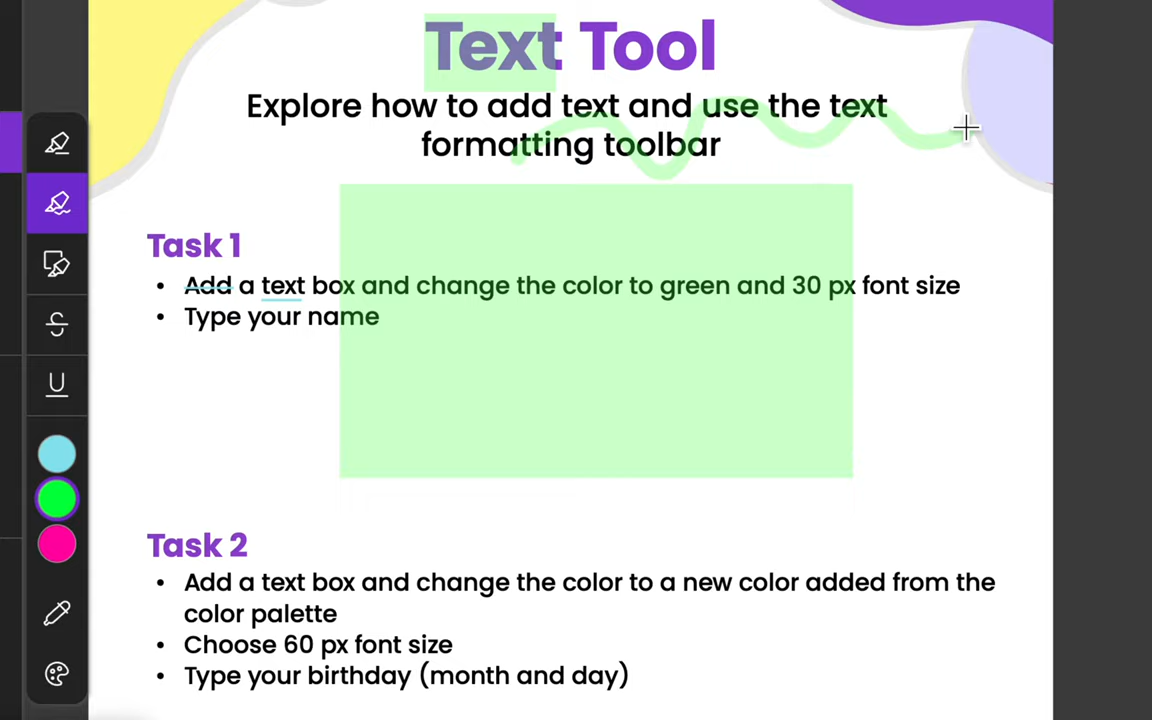 Text Tool
Explore how to add text and use the text
formatting toolbar
Task 1
• Add a text box and change the color to green and 30 px font size
• Type your name
U
Task 2
• Add a text box and change the color to a new color added from the
color palette
• Choose 60 px font size
• Type your birthday (month and day)